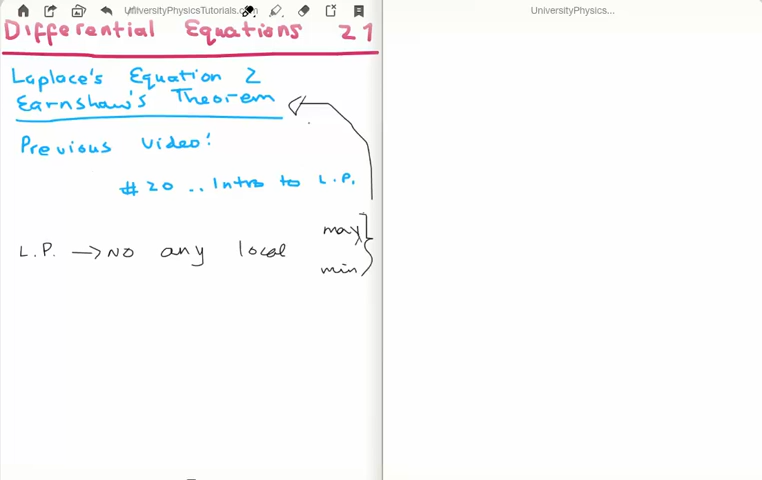 UniversityPhysicsTutorials.com
UniversityPhysics...
Differential Equations 21
Laplace's Equation 2
Earnshaw's Theorem
Previous video:
#20 .. Intro to L.P.
L.P. → No any local
max
min